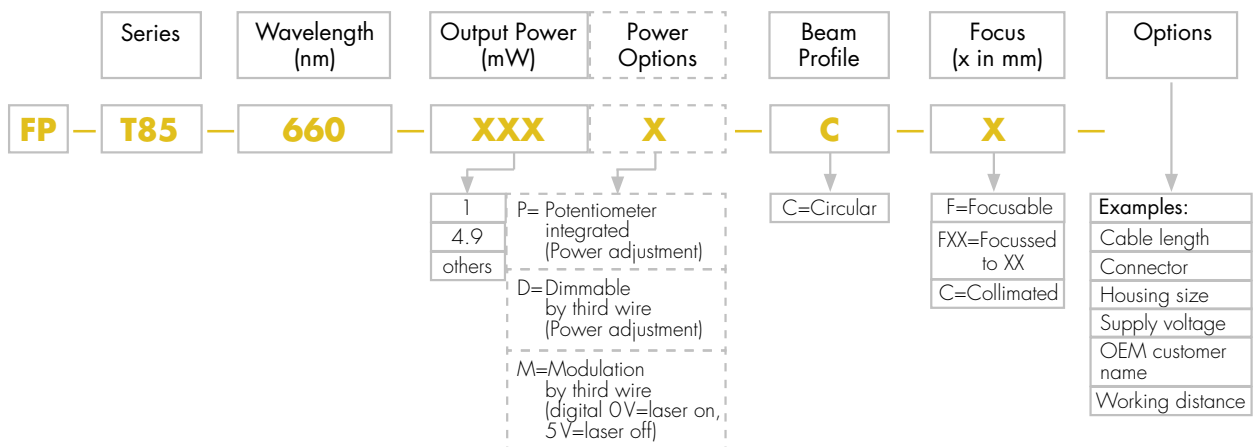 Series
Wavelength
(nm)
Output Power
(mW)
Power
Options
Beam
Profile
Focus
(x in mm)
Options
FP — T85 — 660 — XXX X — C — X —
1
4.9
others
P= Potentiometer
integrated
(Power adjustment)
D= Dimmable
by third wire
(Power adjustment)
M=Modulation
by third wire
(digital 0V=laser on,
5V=laser off)
C=Circular
F=Focusable
FXX=Focussed
to XX
C=Collimated
Examples:
Cable length
Connector
Housing size
Supply voltage
OEM customer
name
Working distance